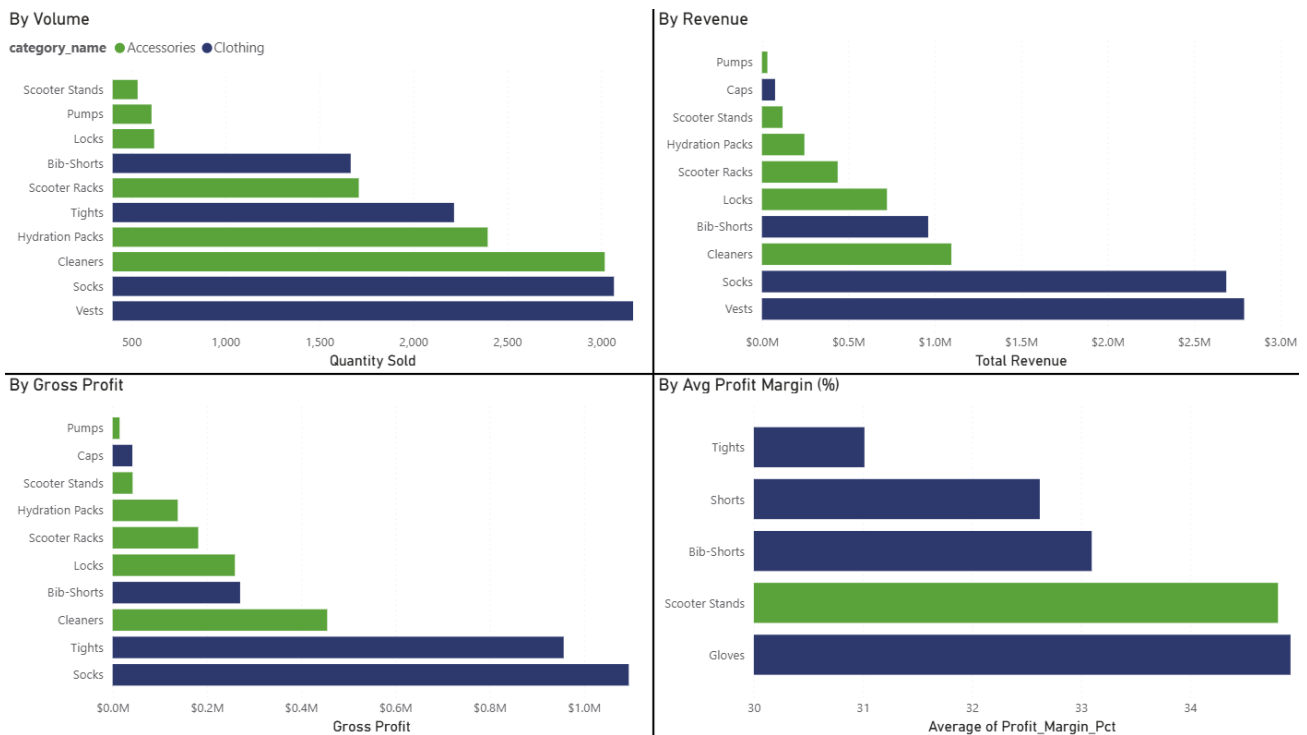 By Volume
category_name Accessories Clothing
Scooter Stands
Pumps
Locks
Bib-Shorts
Scooter Racks
Tights
Hydration Packs
Cleaners
Socks
Vests
500 1,000 1,500 2,000 2,500 3,000
Quantity Sold
By Revenue
Pumps
Caps
Scooter Stands
Hydration Packs
Scooter Racks
Locks
Bib-Shorts
Cleaners
Socks
Vests
$0.0M $0.5M $1.0M $1.5M $2.0M $2.5M $3.0M
Total Revenue
By Gross Profit
Pumps
Caps
Scooter Stands
Hydration Packs
Scooter Racks
Locks
Bib-Shorts
Cleaners
Tights
Socks
$0.0M $0.2M $0.4M $0.6M $0.8M $1.0M
Gross Profit
By Avg Profit Margin (%)
Tights
Shorts
Bib-Shorts
Scooter Stands
Gloves
30 31 32 33 34
Average of Profit_Margin_Pct